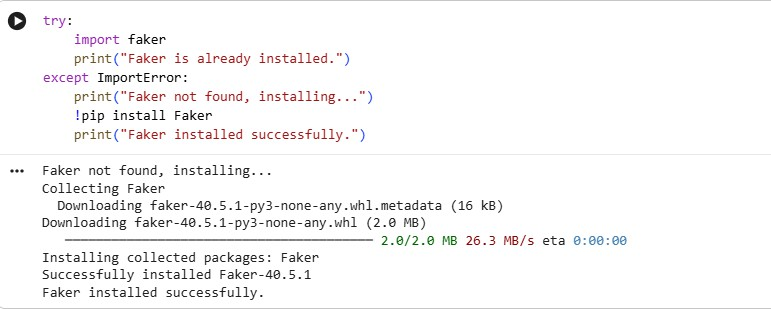 try:
    import faker
    print("Faker is already installed.")
except ImportError:
    print("Faker not found, installing...")
    !pip install Faker
    print("Faker installed successfully.")
Faker not found, installing...
Collecting Faker
  Downloading faker-40.5.1-py3-none-any.whl.metadata (16 kB)
Downloading faker-40.5.1-py3-none-any.whl (2.0 MB)
2.0/2.0 MB 26.3 MB/s eta 0:00:00
Installing collected packages: Faker
Successfully installed Faker-40.5.1
Faker installed successfully.